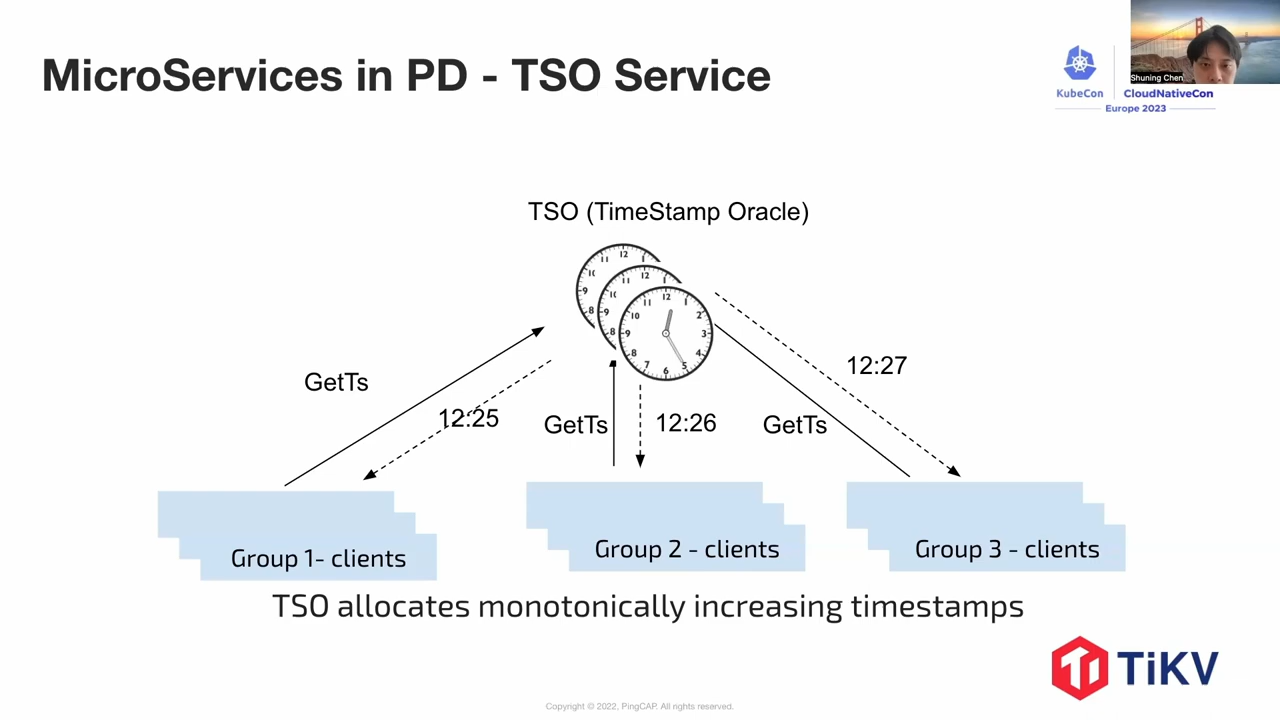 MicroServices in PD - TSO Service
Shuning Chen
KubeCon
CloudNativeCon
Europe 2023
TSO (TimeStamp Oracle)
GetTs
12:25
GetTs
12:26
GetTs
12:27
Group 1- clients
Group 2 - clients
Group 3 - clients
TSO allocates monotonically increasing timestamps
TiKV
Copyright © 2022, PingCAP. All rights reserved.